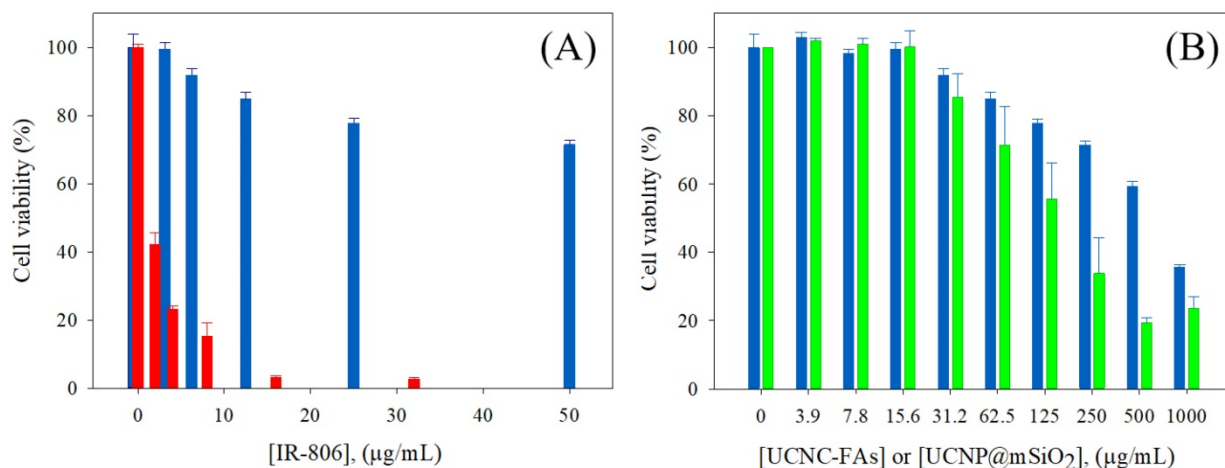 (A)
Cell viability (%)
100
80
60
40
20
0
0 10 20 30 40 50
[IR-806], (µg/mL)
(B)
Cell viability (%)
100
80
60
40
20
0
0 3.9 7.8 15.6 31.2 62.5 125 250 500 1000
[UCNC-FAs] or [UCNP@mSiO₂], (µg/mL)